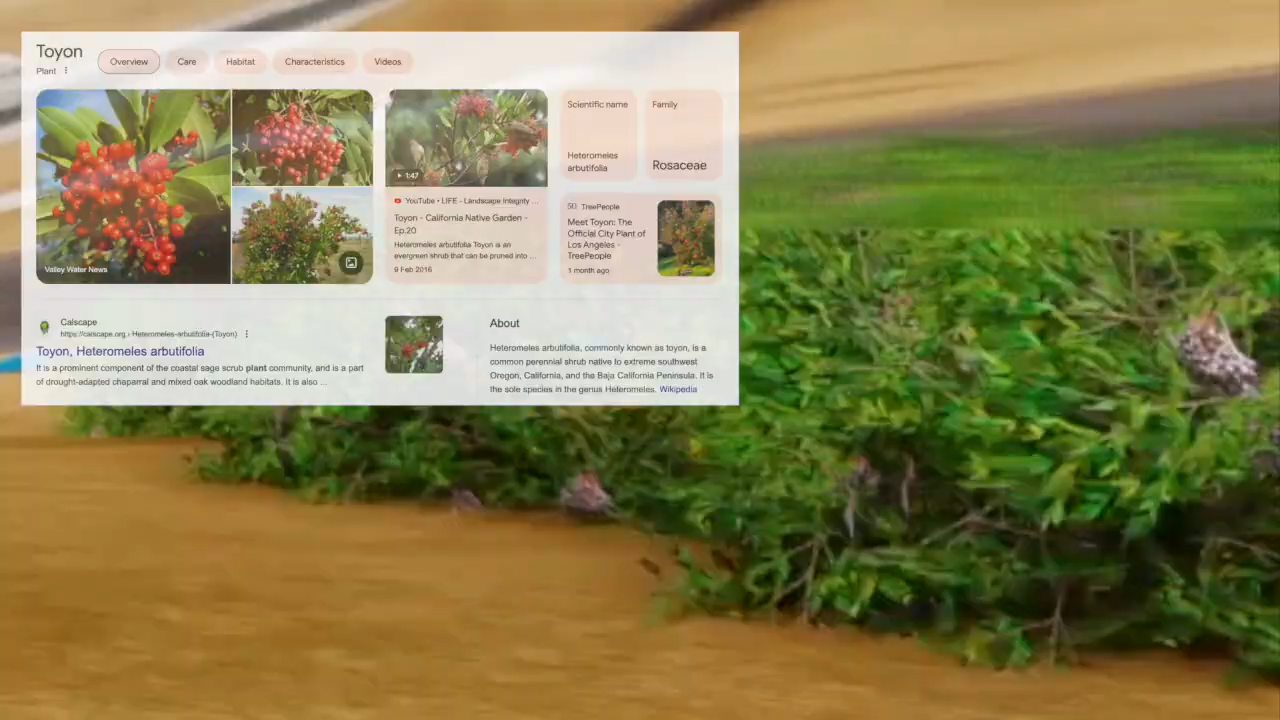 Toyon
Plant
Overview
Care
Habitat
Characteristics
Videos
Valley Water News
1:47
YouTube • LIFE - Landscape Integrity ...
Toyon - California Native Garden -
Ep.20
Heteromeles arbutifolia Toyon is an
evergreen shrub that can be pruned into ...
9 Feb 2016
Scientific name
Heteromeles
arbutifolia
Family
Rosaceae
TreePeople
Meet Toyon: The
Official City Plant of
Los Angeles -
TreePeople
1 month ago
Calscape
https://calscape.org › Heteromeles-arbutifolia-(Toyon)
Toyon, Heteromeles arbutifolia
It is a prominent component of the coastal sage scrub plant community, and is a part
of drought-adapted chaparral and mixed oak woodland habitats. It is also ...
About
Heteromeles arbutifolia, commonly known as toyon, is a
common perennial shrub native to extreme southwest
Oregon, California, and the Baja California Peninsula. It is
the sole species in the genus Heteromeles. Wikipedia